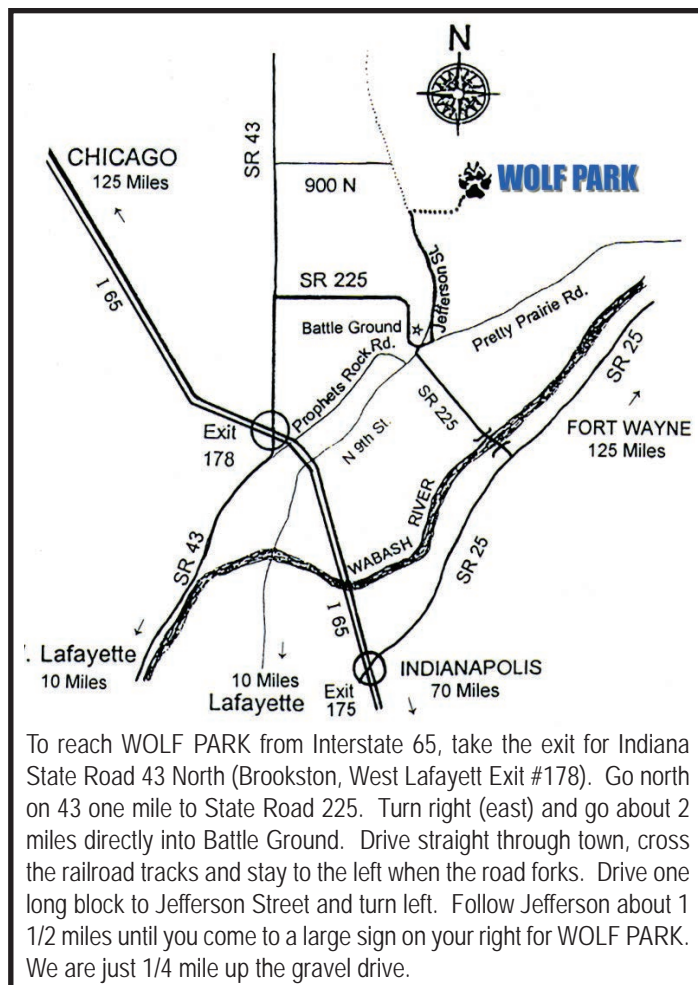 N
SR 43
CHICAGO
125 Miles
900 N
WOLF PARK
I 65
SR 225
Jefferson St.
Battle Ground
Pretty Prairie Rd.
Prophets Rock Rd.
SR 25
SR 225
Exit
178
N 9th St.
FORT WAYNE
125 Miles
RIVER
WABASH
SR 43
SR 25
I 65
. Lafayette
10 Miles
10 Miles
Lafayette
Exit
175
INDIANAPOLIS
70 Miles
To reach WOLF PARK from Interstate 65, take the exit for Indiana
State Road 43 North (Brookston, West Lafayett Exit #178). Go north
on 43 one mile to State Road 225. Turn right (east) and go about 2
miles directly into Battle Ground. Drive straight through town, cross
the railroad tracks and stay to the left when the road forks. Drive one
long block to Jefferson Street and turn left. Follow Jefferson about 1
1/2 miles until you come to a large sign on your right for WOLF PARK.
We are just 1/4 mile up the gravel drive.